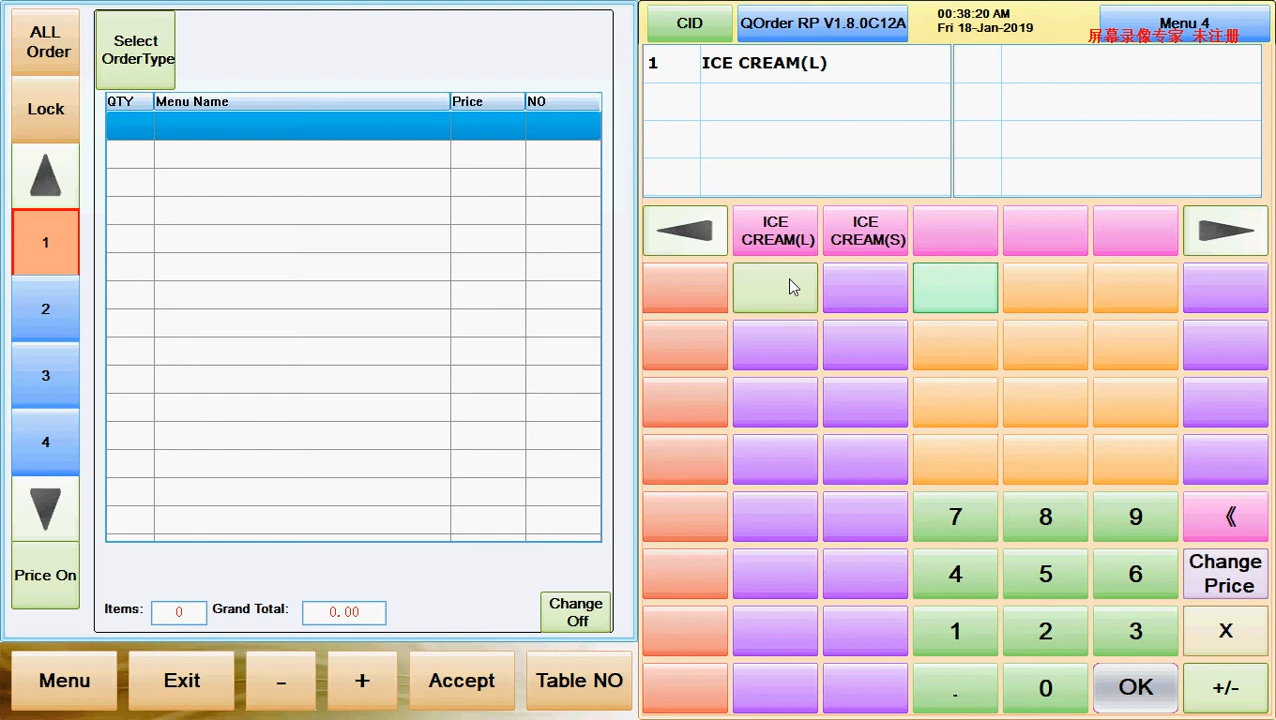 ALL
Order
Lock
1
2
3
4
Price On
Select
OrderType
QTY Menu Name Price NO
Items: 0 Grand Total: 0.00
Change
Off
Menu Exit - + Accept Table NO
CID QOrder RP V1.8.0C12A 00:38:20 AM
Fri 18-Jan-2019
Menu 4
屏幕录像专家 未注册
1 ICE CREAM(L)
ICE
CREAM(L)
ICE
CREAM(S)
7 8 9 《
4 5 6 Change
Price
1 2 3 X
. 0 OK +/-